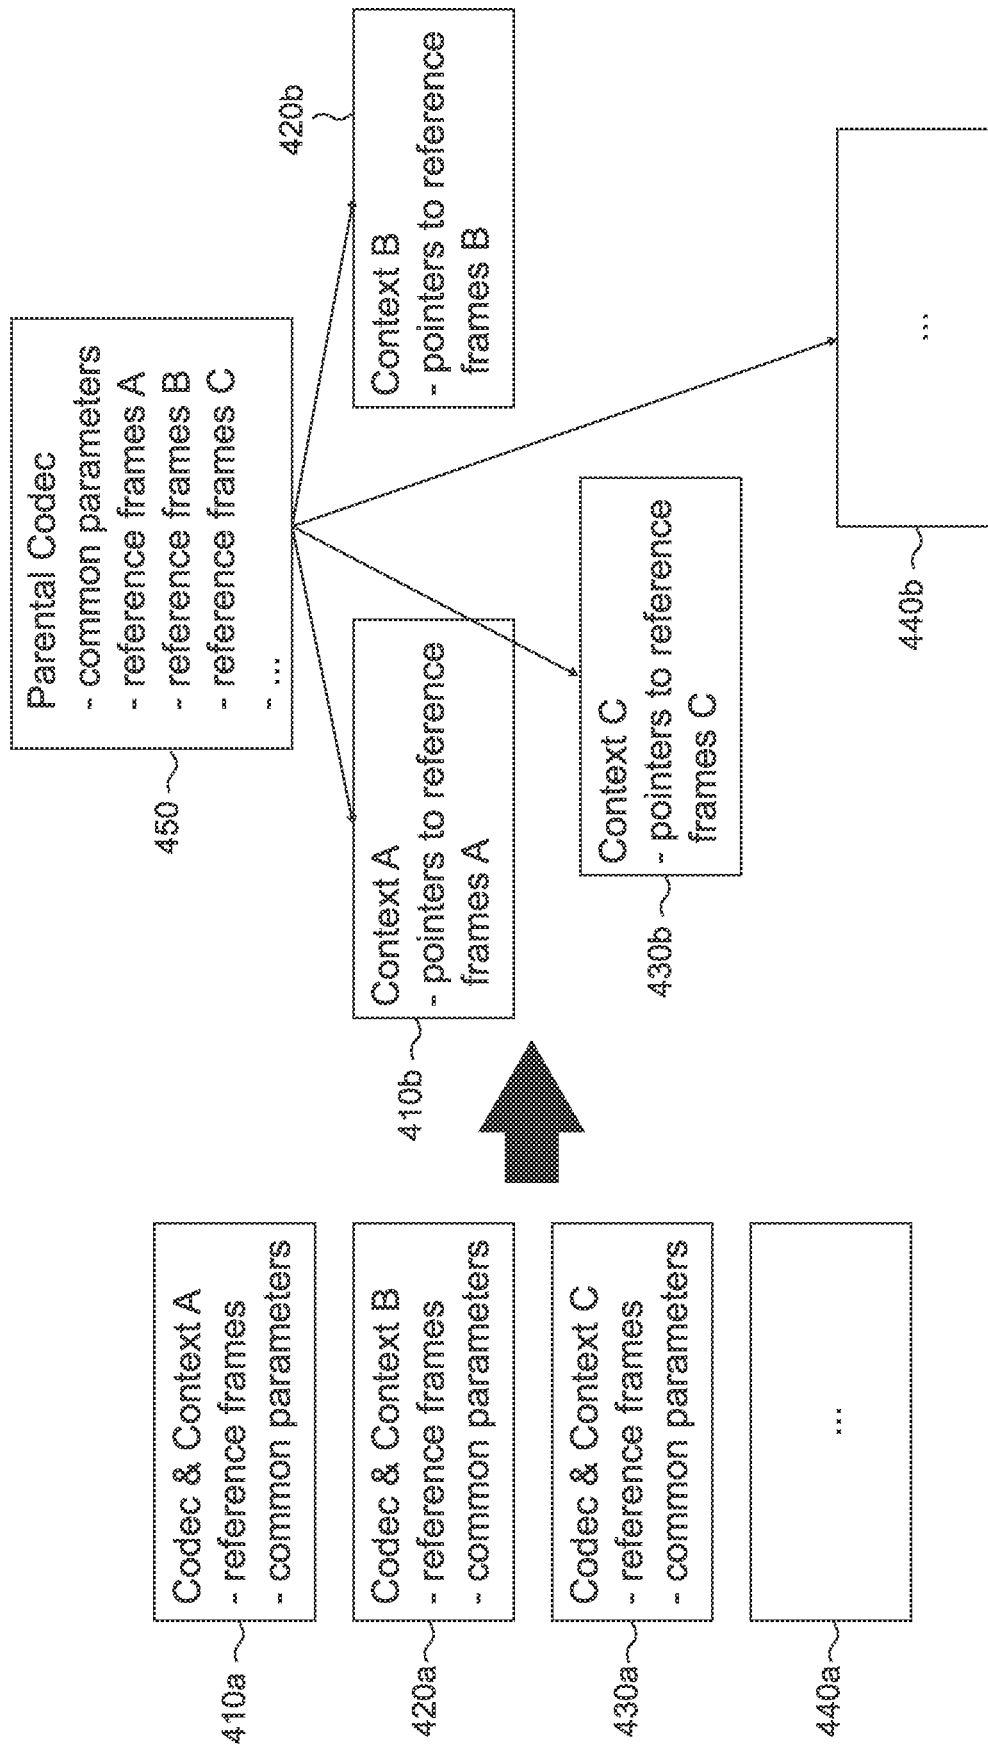 Codec & Context A
- reference frames
- common parameters
410a
Codec & Context B
- reference frames
- common parameters
420a
Codec & Context C
- reference frames
- common parameters
430a
...
440a
Parental Codec
- common parameters
- reference frames A
- reference frames B
- reference frames C
- ...
450
Context A
- pointers to reference
frames A
410b
Context B
- pointers to reference
frames B
420b
Context C
- pointers to reference
frames C
430b
...
440b